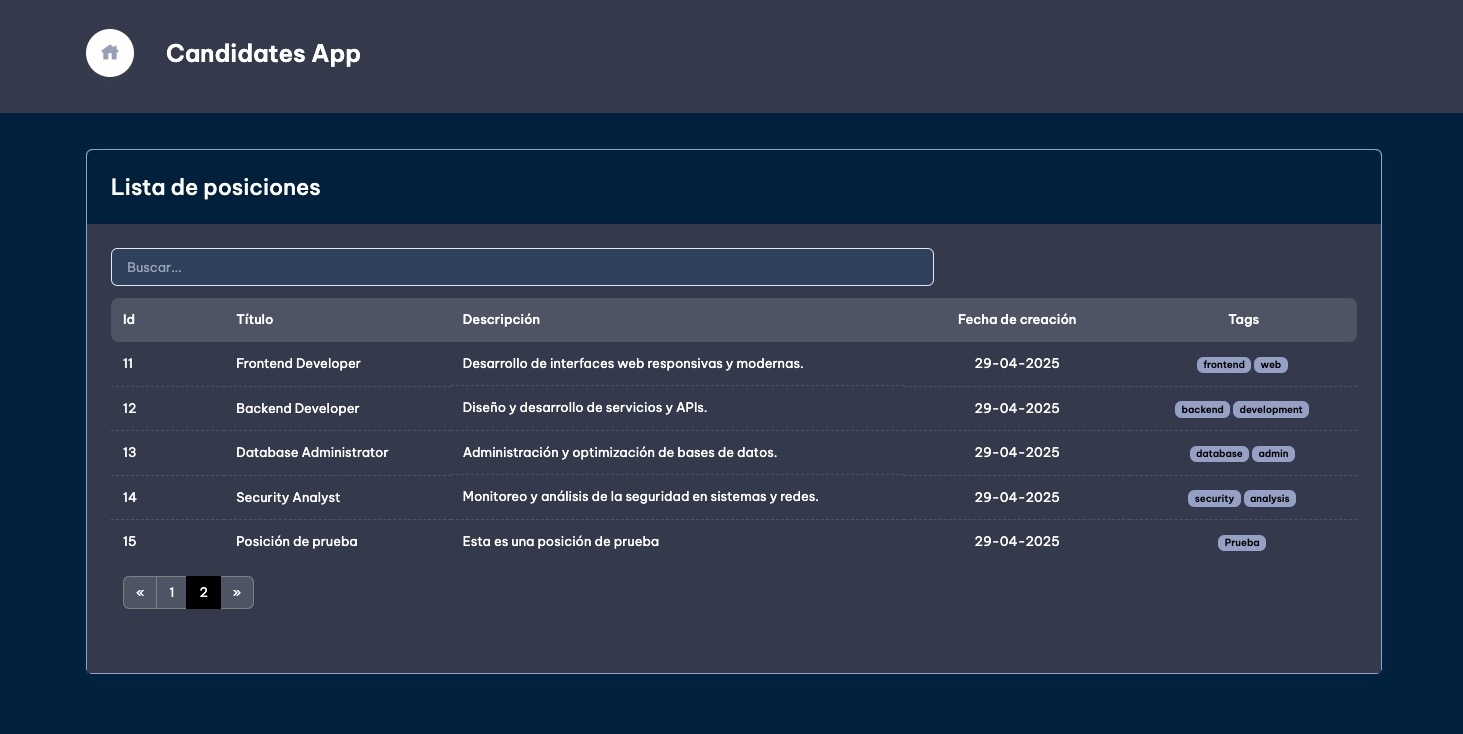 Candidates App
Lista de posiciones
Buscar...
Id Título Descripción Fecha de creación Tags
11 Frontend Developer Desarrollo de interfaces web responsivas y modernas. 29-04-2025 frontend web
12 Backend Developer Diseño y desarrollo de servicios y APIs. 29-04-2025 backend development
13 Database Administrator Administración y optimización de bases de datos. 29-04-2025 database admin
14 Security Analyst Monitoreo y análisis de la seguridad en sistemas y redes. 29-04-2025 security analysis
15 Posición de prueba Esta es una posición de prueba 29-04-2025 Prueba
« 1 2 »